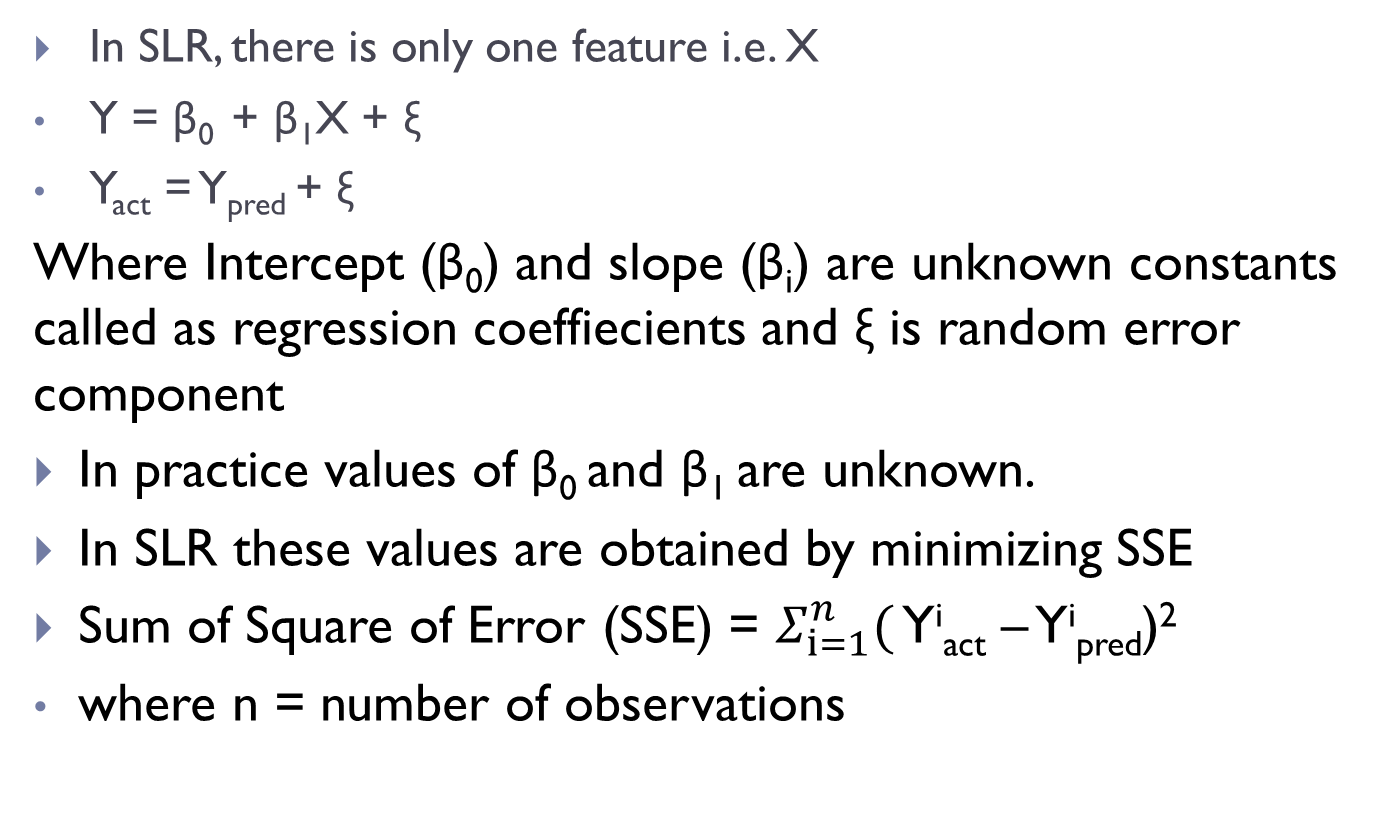 In SLR, there is only one feature i.e. X
Y = β₀ + β₁X + ξ
Yact = Ypred + ξ
Where Intercept (β₀) and slope (βᵢ) are unknown constants
called as regression coeffiecients and ξ is random error
component
In practice values of β₀ and β₁ are unknown.
In SLR these values are obtained by minimizing SSE
Sum of Square of Error (SSE) = Σⁿᵢ₌₁( Yⁱact – Yⁱpred)²
where n = number of observations